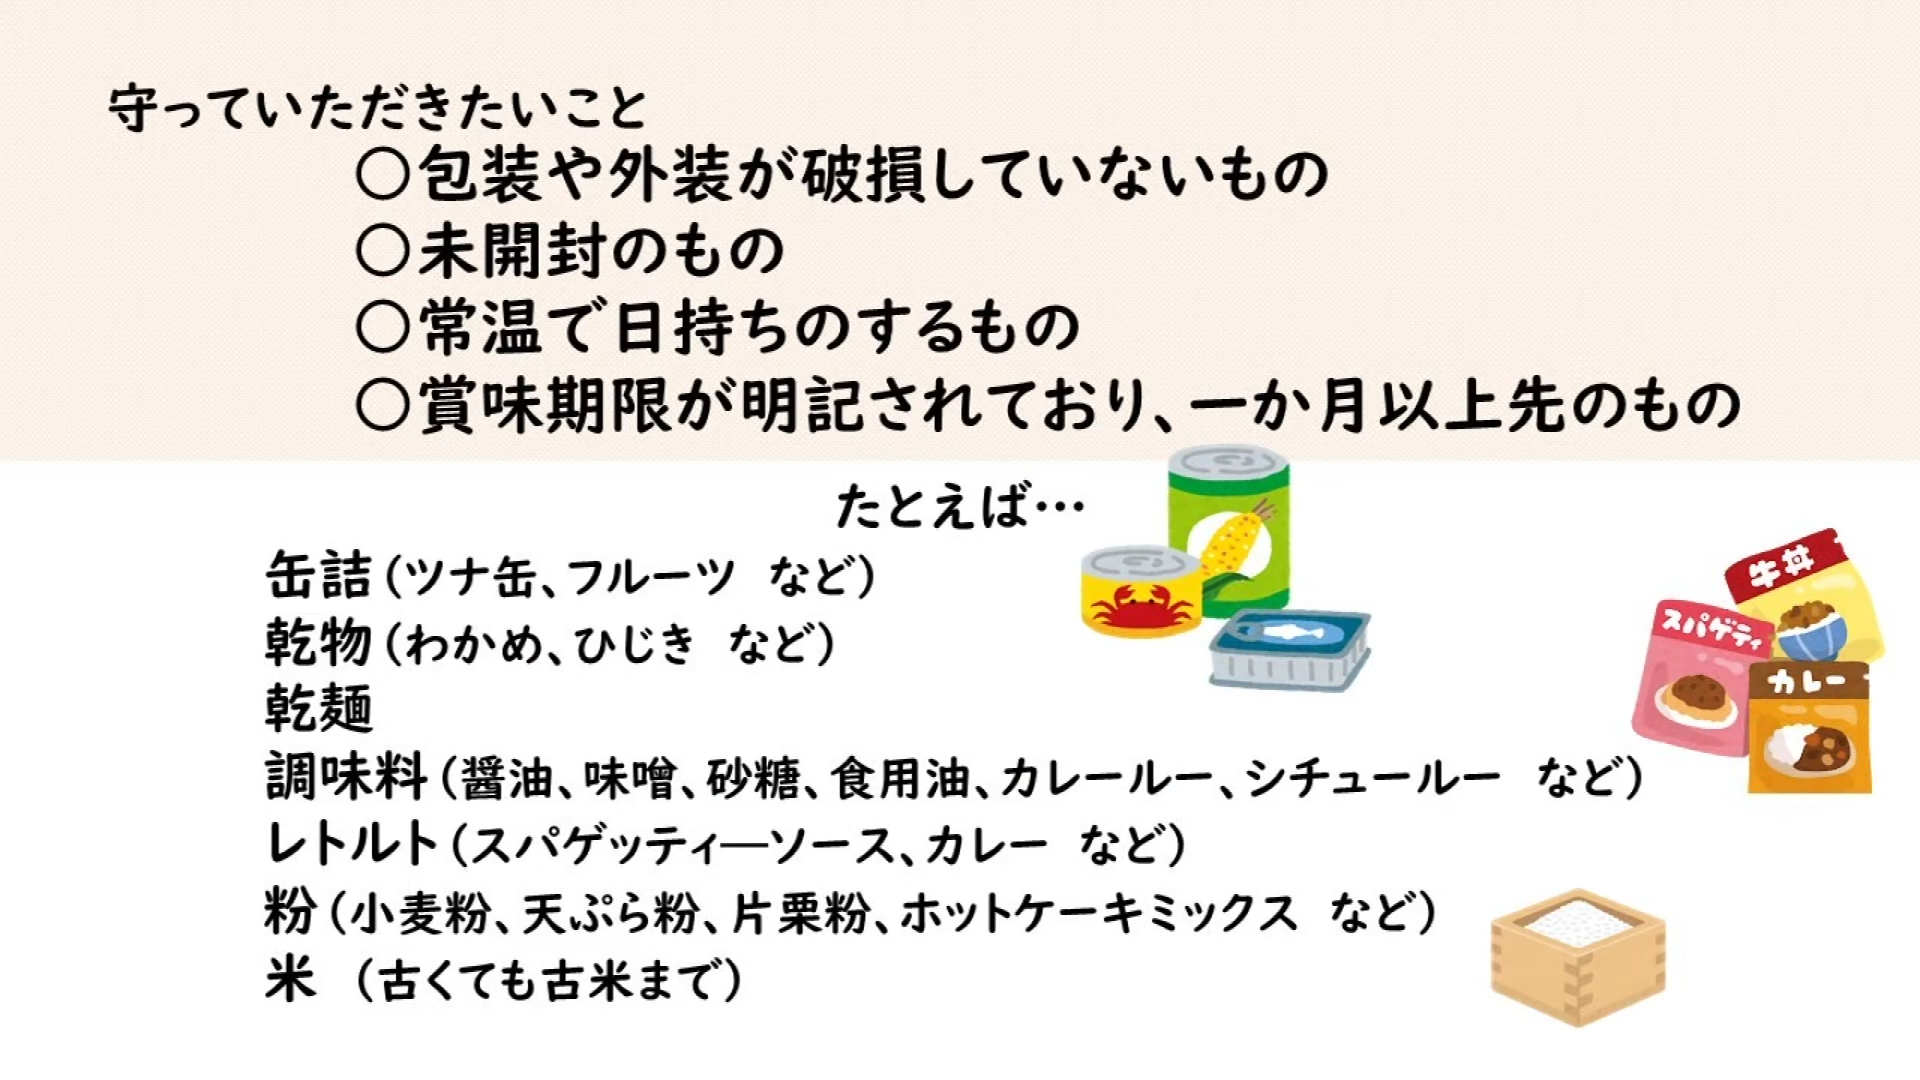 守っていただきたいこと
○包装や外装が破損していないもの
○未開封のもの
○常温で日持ちのするもの
○賞味期限が明記されており、一か月以上先のもの
たとえば…
缶詰（ツナ缶、フルーツ　など）
乾物（わかめ、ひじき　など）
乾麺
調味料（醤油、味噌、砂糖、食用油、カレールー、シチュールー　など）
レトルト（スパゲッティ―ソース、カレー　など）
粉（小麦粉、天ぷら粉、片栗粉、ホットケーキミックス　など）
米　（古くても古米まで）
牛丼
スパゲティ
カレー